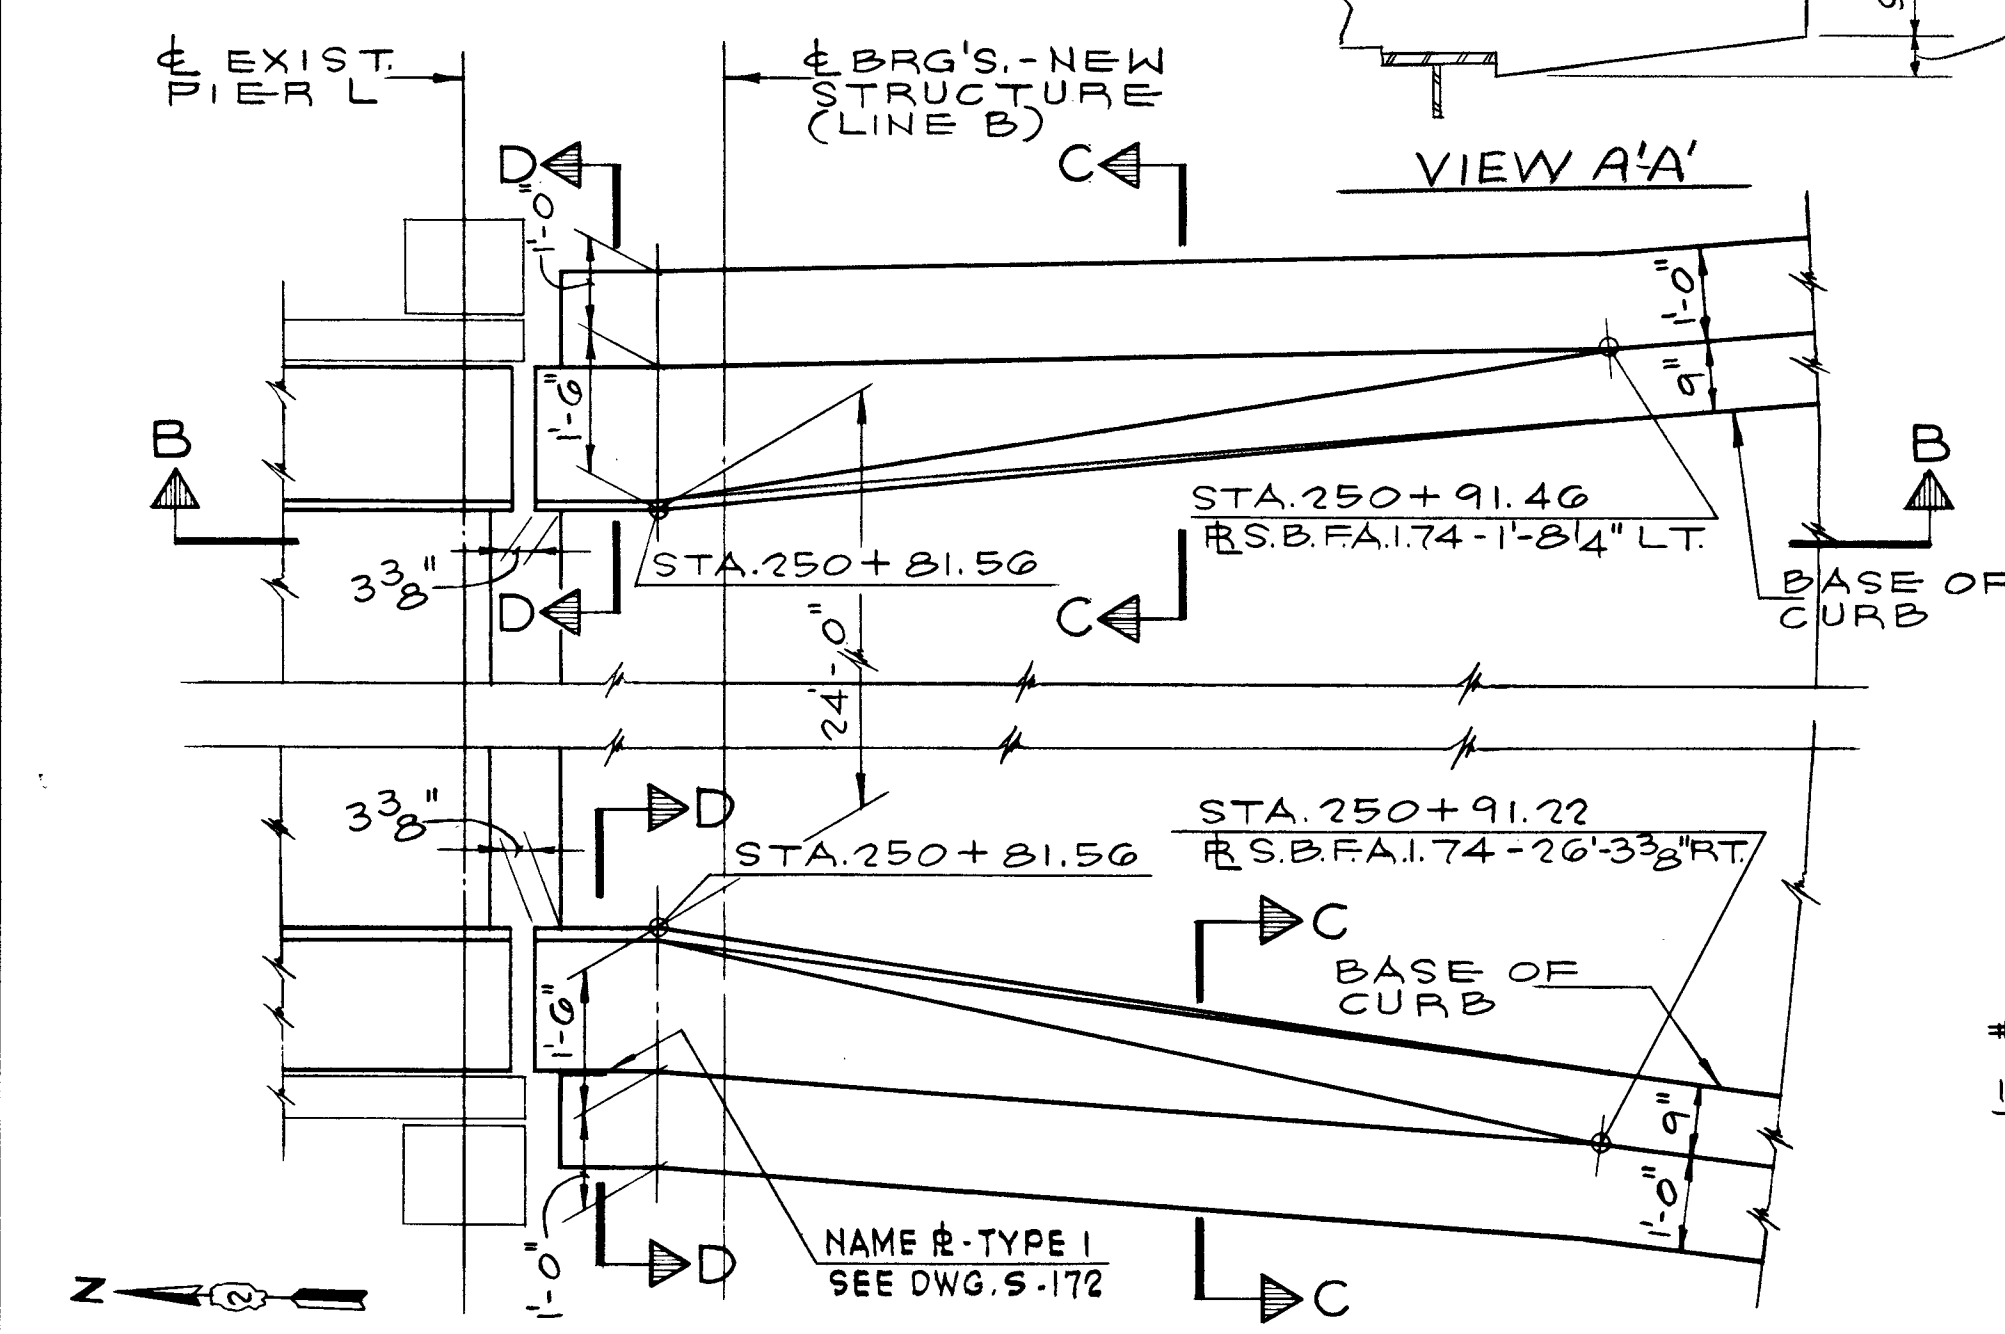 ℄ EXIST.
PIER L
℄ BRG'S.-NEW
STRUCTURE
(LINE B)
VIEW A'-A'
D
C
1'-0"
1'-0"
1'-6"
9"
B
B
STA.250+91.46
℞ S.B.F.A.I.74-1'-8¼" LT.
STA.250+81.56
3⅜"
BASE OF
CURB
D
C
24'-0"
3⅜"
D
STA.250+91.22
℞ S.B.F.A.I.74-26'-3⅜"RT.
STA.250+81.56
C
BASE OF
CURB
1'-6"
9"
1'-0"
NAME ℞-TYPE 1
SEE DWG.S-172
D
C
1'-0"
Z
2